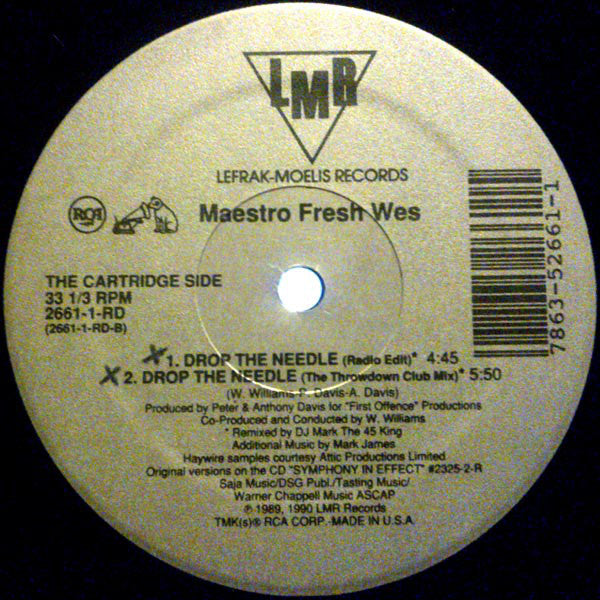 LMR
LEFRAK-MOELIS RECORDS
RCA
Maestro Fresh Wes
THE CARTRIDGE SIDE
33 1/3 RPM
2661-1-RD
(2661-1-RD-B)
7863-52661-1
1. DROP THE NEEDLE (Radio Edit)* 4:45
2. DROP THE NEEDLE (The Throwdown Club Mix)* 5:50
(W. Williams-P. Davis-A. Davis)
Produced by Peter & Anthony Davis for "First Offence" Productions
Co-Produced and Conducted by W. Williams
* Remixed by DJ Mark The 45 King
Additional Music by Mark James
Haywire samples courtesy Attic Productions Limited
Original versions on the CD "SYMPHONY IN EFFECT" #2325-2-R
Saja Music/DSG Publ./Tasting Music/
Warner Chappell Music ASCAP
℗ 1989, 1990 LMR Records
TMK(s)® RCA CORP.-MADE IN U.S.A.